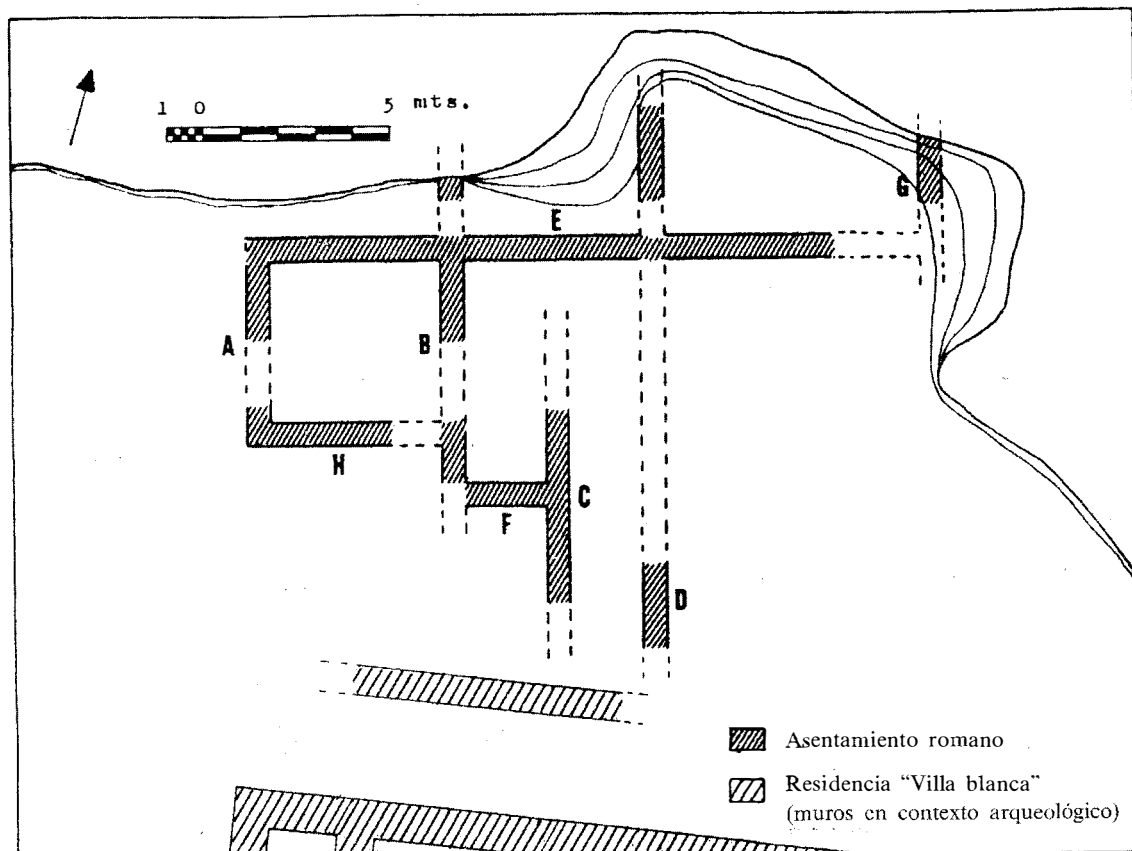 1 0 5 mts.
G
E
A
B
H
C
F
D
Asentamiento romano
Residencia “Villa blanca”
(muros en contexto arqueológico)